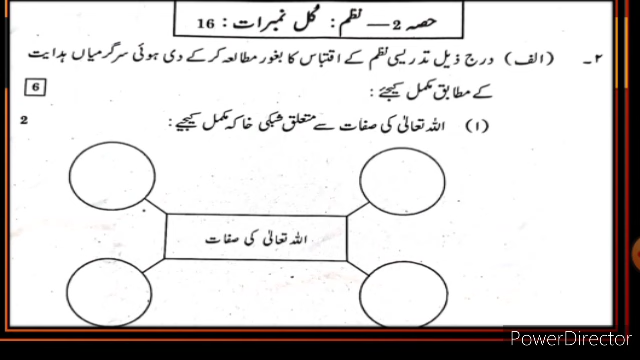 حصہ 2 — نظم : کُل نمبرات : 16
۲۔ (الف) درج ذیل تدریسی نظم کے اقتباس کا بغور مطالعہ کر کے دی ہوئی سرگرمیاں ہدایت
کے مطابق مکمل کیجئے : 6
(۱) اللہ تعالیٰ کی صفات سے متعلق شبکی خاکہ مکمل کیجیے : 2
اللہ تعالیٰ کی صفات
PowerDirector